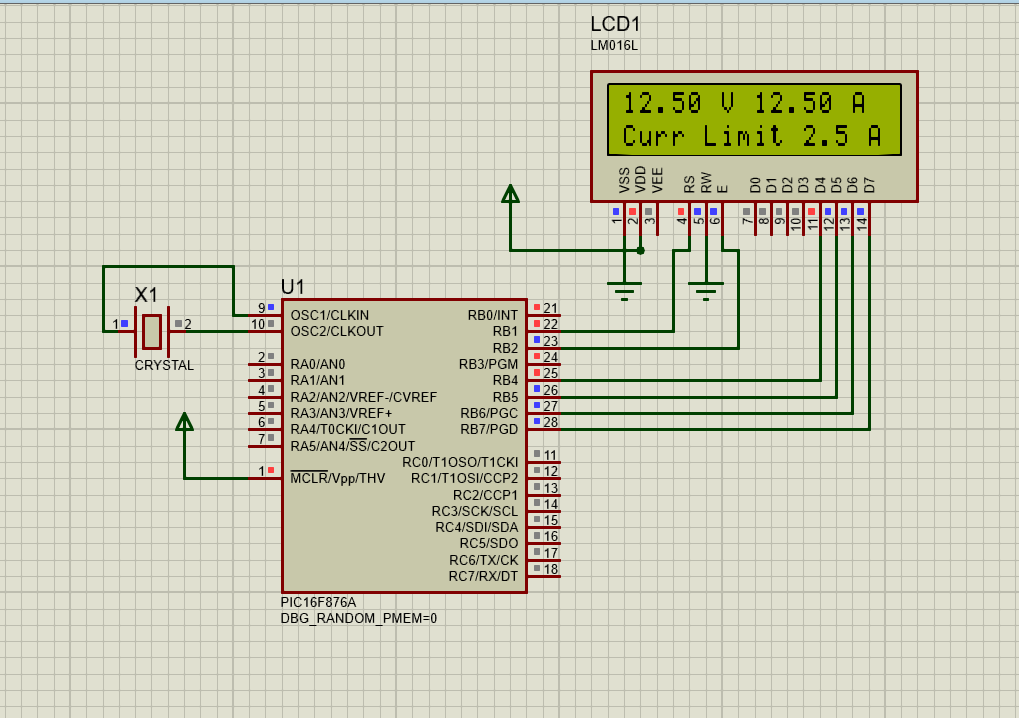 LCD1
LM016L
12.50 V 12.50 A
Curr Limit 2.5 A
VSS VDD VEE RS RW E D0 D1 D2 D3 D4 D5 D6 D7
1 2 3 4 5 6 7 8 9 10 11 12 13 14
X1
1 2
CRYSTAL
U1
9 OSC1/CLKIN RB0/INT 21
10 OSC2/CLKOUT RB1 22
RB2 23
2 RA0/AN0 RB3/PGM 24
3 RA1/AN1 RB4 25
4 RA2/AN2/VREF-/CVREF RB5 26
5 RA3/AN3/VREF+ RB6/PGC 27
6 RA4/T0CKI/C1OUT RB7/PGD 28
7 RA5/AN4/SS/C2OUT
RC0/T1OSO/T1CKI 11
1 MCLR/Vpp/THV RC1/T1OSI/CCP2 12
RC2/CCP1 13
RC3/SCK/SCL 14
RC4/SDI/SDA 15
RC5/SDO 16
RC6/TX/CK 17
RC7/RX/DT 18
PIC16F876A
DBG_RANDOM_PMEM=0